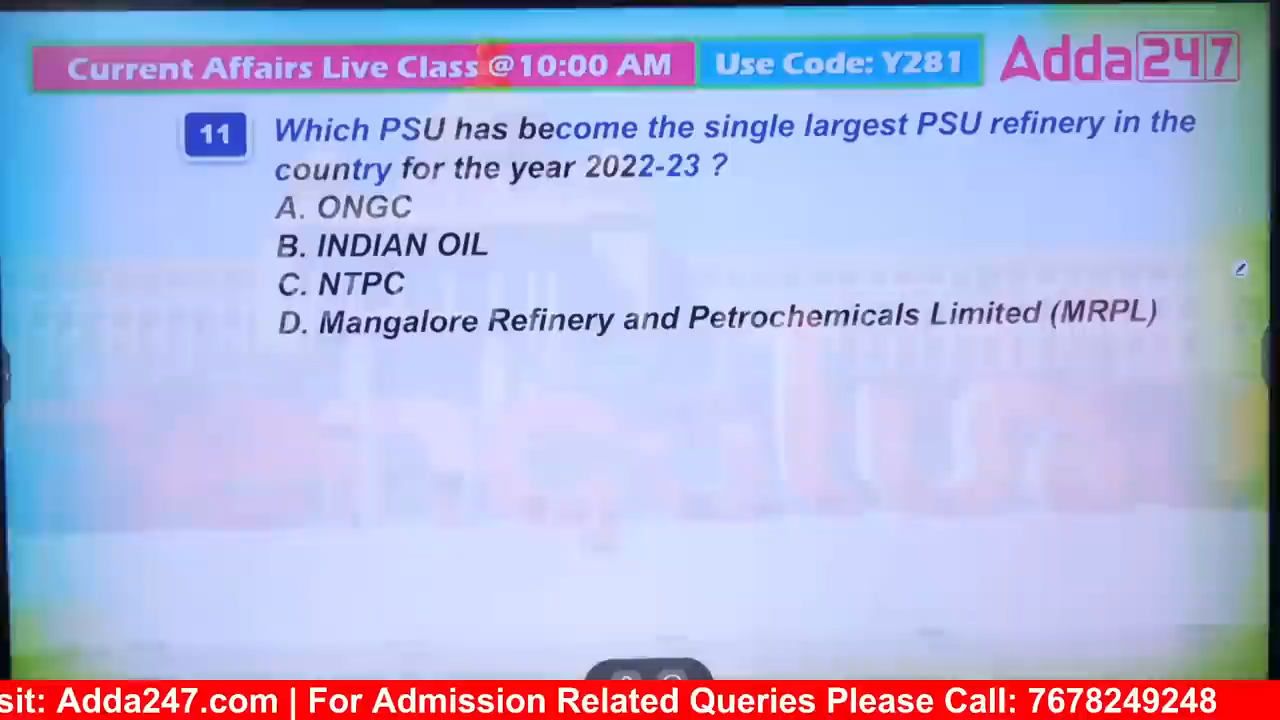 Current Affairs Live Class @10:00 AM
Use Code: Y281
Adda247
11
Which PSU has become the single largest PSU refinery in the
country for the year 2022-23 ?
A. ONGC
B. INDIAN OIL
C. NTPC
D. Mangalore Refinery and Petrochemicals Limited (MRPL)
sit: Adda247.com | For Admission Related Queries Please Call: 7678249248